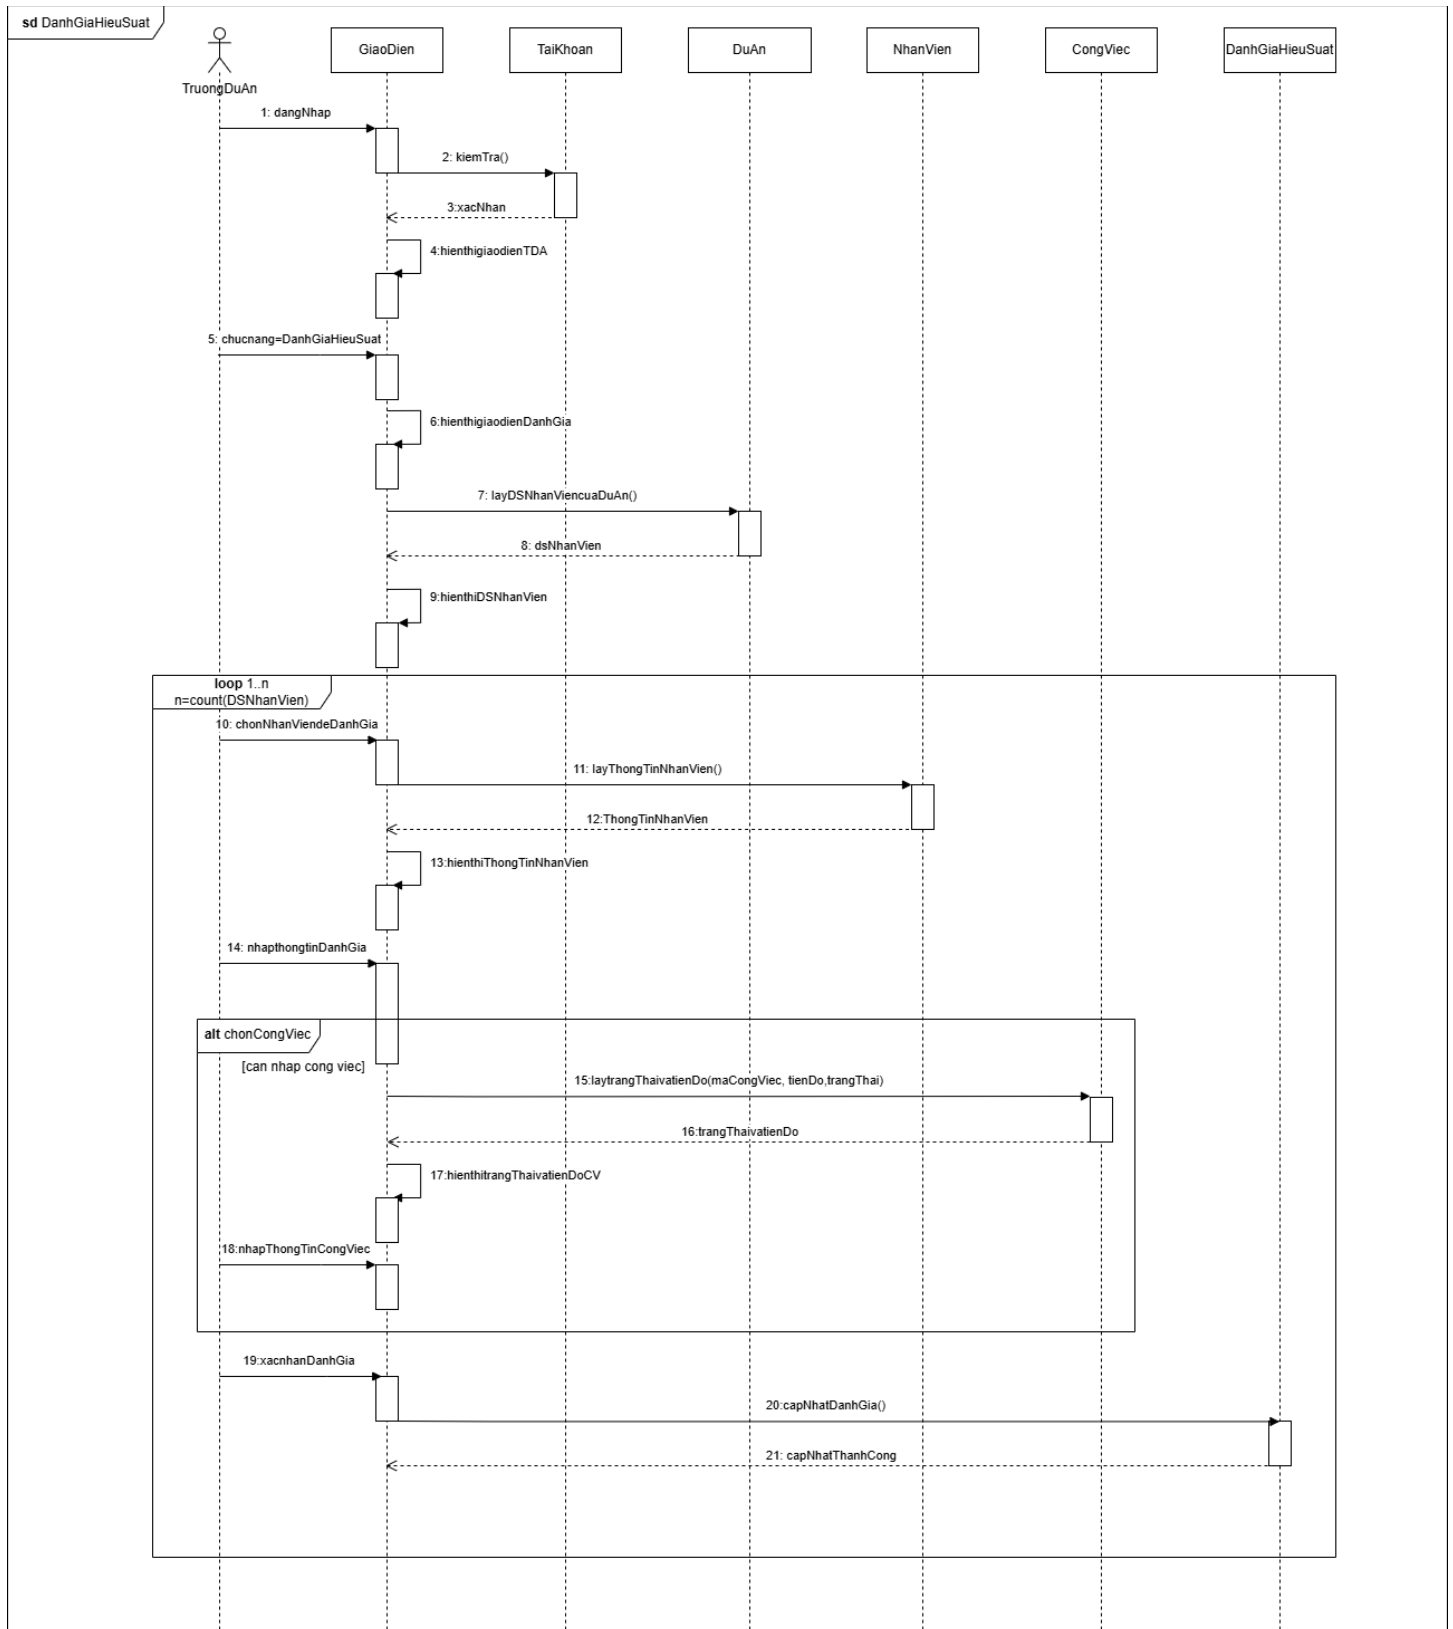 sd DanhGiaHieuSuat
TruongDuAn
GiaoDien
TaiKhoan
DuAn
NhanVien
CongViec
DanhGiaHieuSuat
1: dangNhap
2: kiemTra()
3:xacNhan
4:hienthigiaodienTDA
5: chucnang=DanhGiaHieuSuat
6:hienthigiaodienDanhGia
7: layDSNhanViencuaDuAn()
8: dsNhanVien
9:hienthiDSNhanVien
loop 1..n
n=count(DSNhanVien)
10: chonNhanViendeDanhGia
11: layThongTinNhanVien()
12:ThongTinNhanVien
13:hienthiThongTinNhanVien
14: nhapthongtinDanhGia
alt chonCongViec
[can nhap cong viec]
15:laytrangThaivatienDo(maCongViec, tienDo,trangThai)
16:trangThaivatienDo
17:hienthitrangThaivatienDoCV
18:nhapThongTinCongViec
19:xacnhanDanhGia
20:capNhatDanhGia()
21: capNhatThanhCong